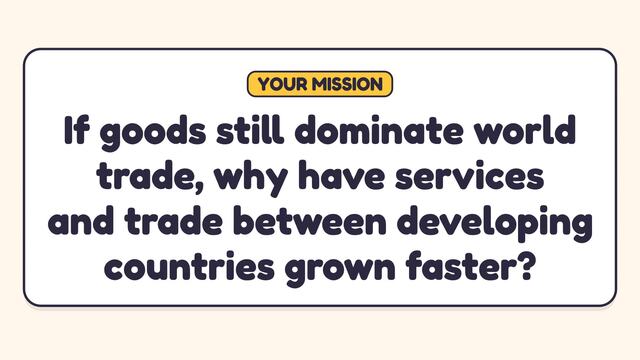 YOUR MISSION
If goods still dominate world
trade, why have services
and trade between developing
countries grown faster?